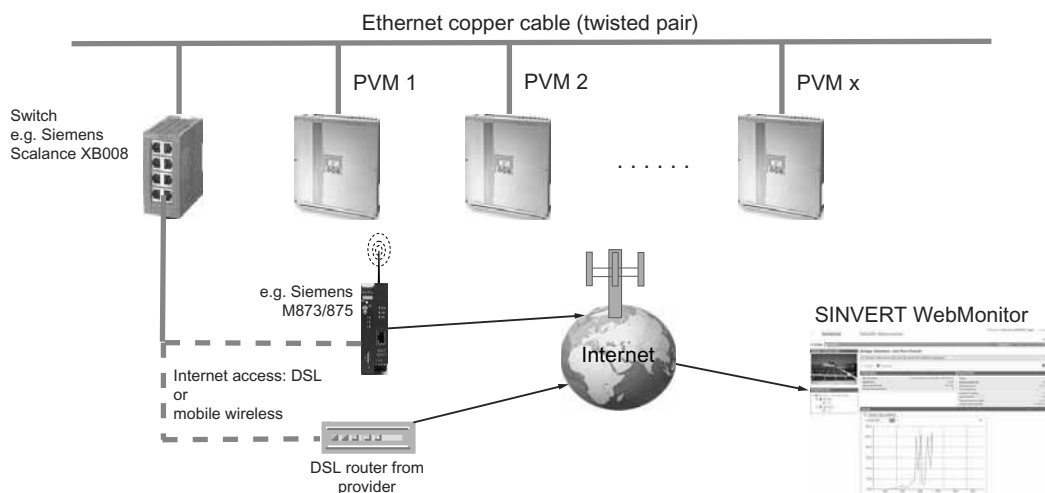 Ethernet copper cable (twisted pair)
PVM 1
PVM 2
PVM x
Switch
e.g. Siemens
Scalance XB008
. . . . . .
e.g. Siemens
M873/875
Internet
SINVERT WebMonitor
Internet access: DSL
or
mobile wireless
DSL router from
provider